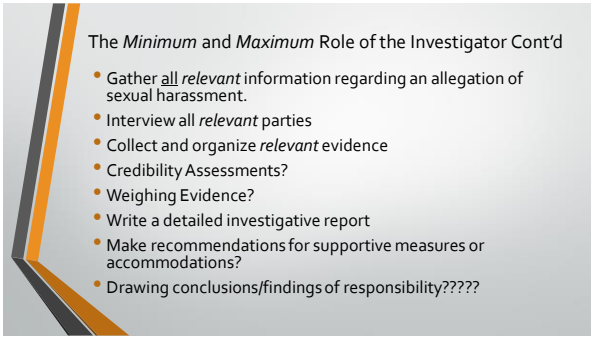 The Minimum and Maximum Role of the Investigator Cont'd
• Gather all relevant information regarding an allegation of
sexual harassment.
• Interview all relevant parties
• Collect and organize relevant evidence
• Credibility Assessments?
• Weighing Evidence?
• Write a detailed investigative report
• Make recommendations for supportive measures or
accommodations?
• Drawing conclusions/findings of responsibility?????